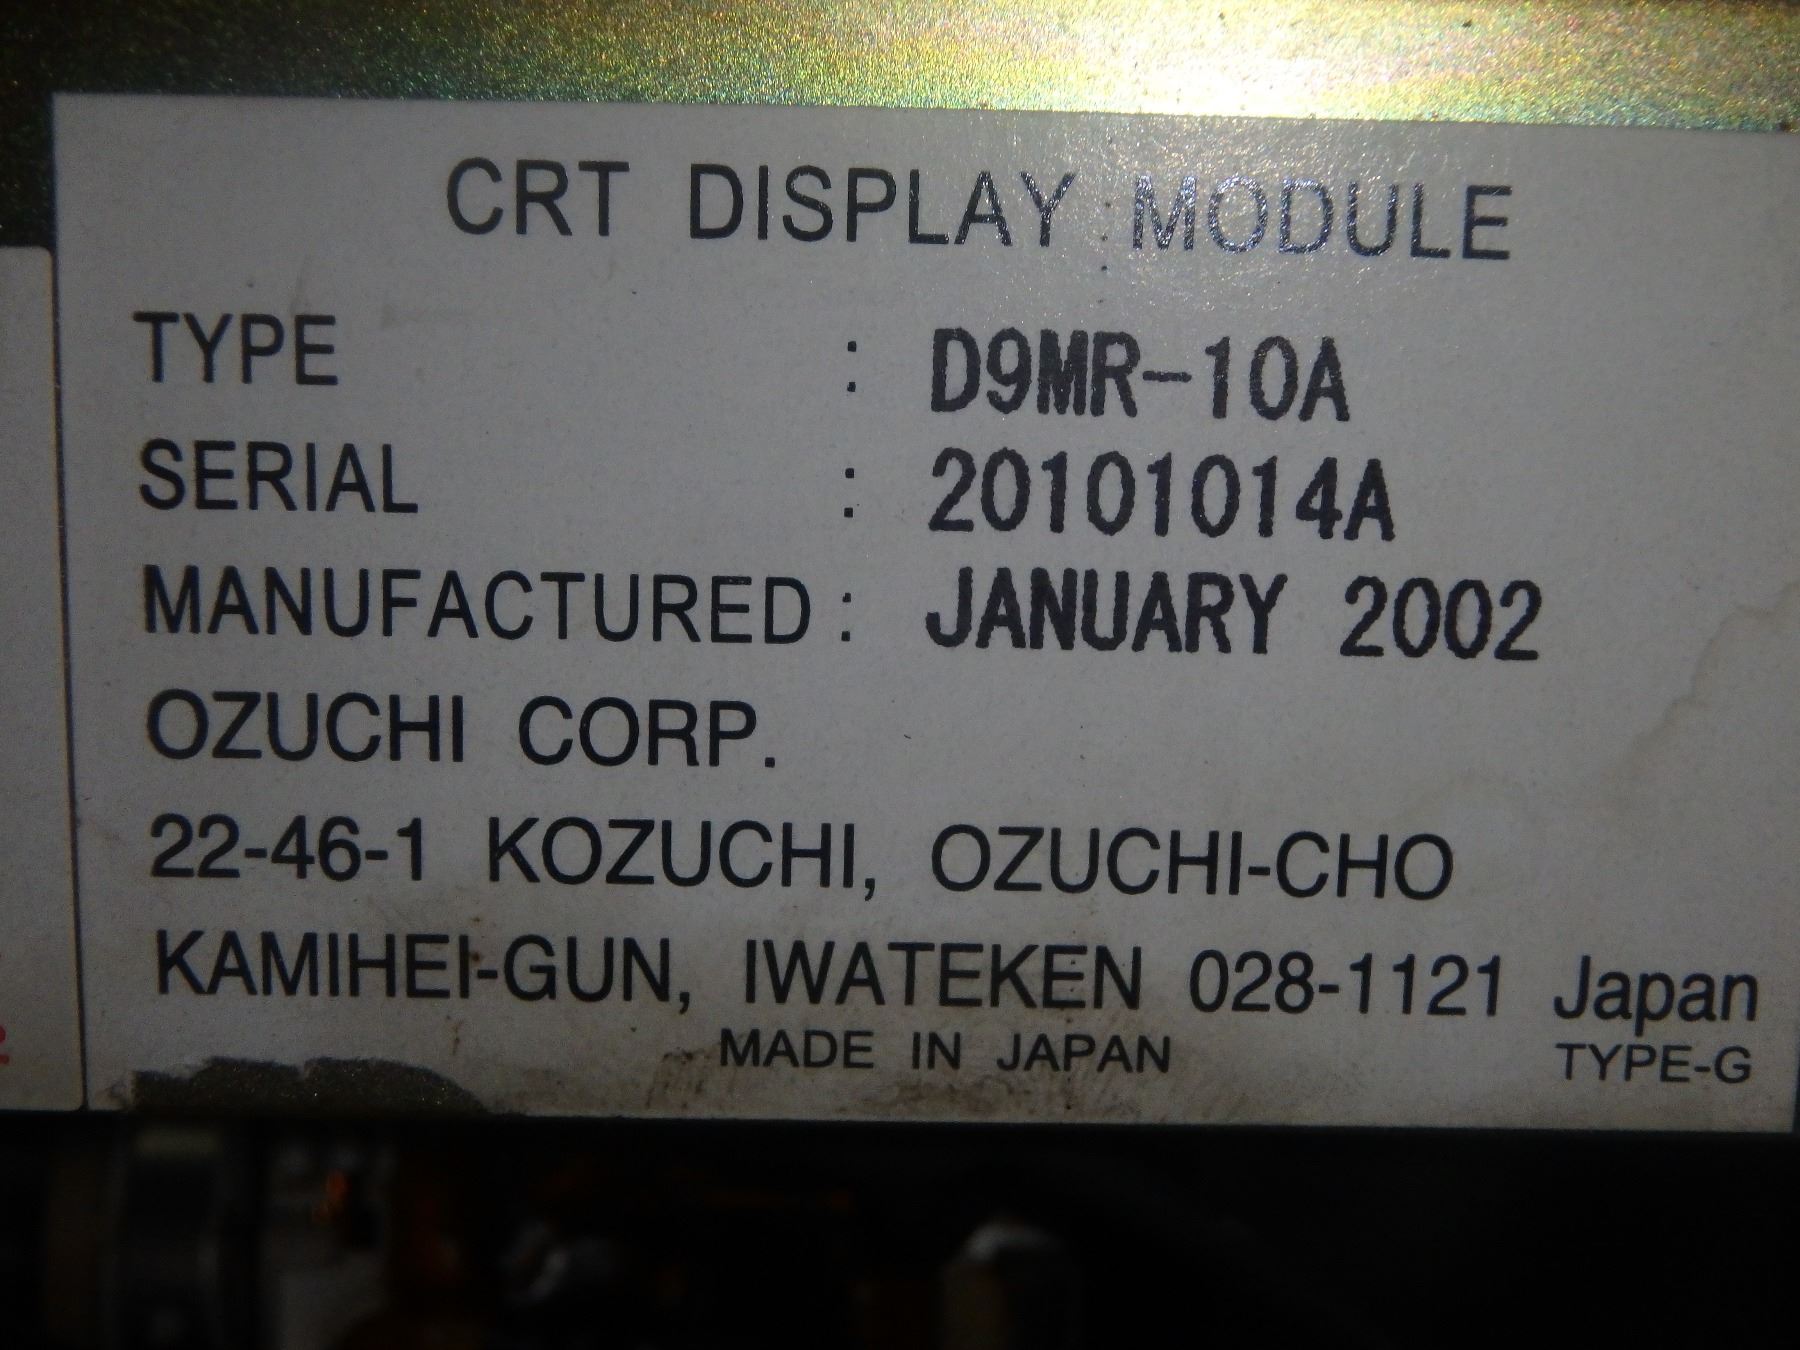 CRT DISPLAY MODULE
TYPE : D9MR-10A
SERIAL : 20101014A
MANUFACTURED : JANUARY 2002
OZUCHI CORP.
22-46-1 KOZUCHI, OZUCHI-CHO
KAMIHEI-GUN, IWATEKEN 028-1121 Japan
MADE IN JAPAN
TYPE-G